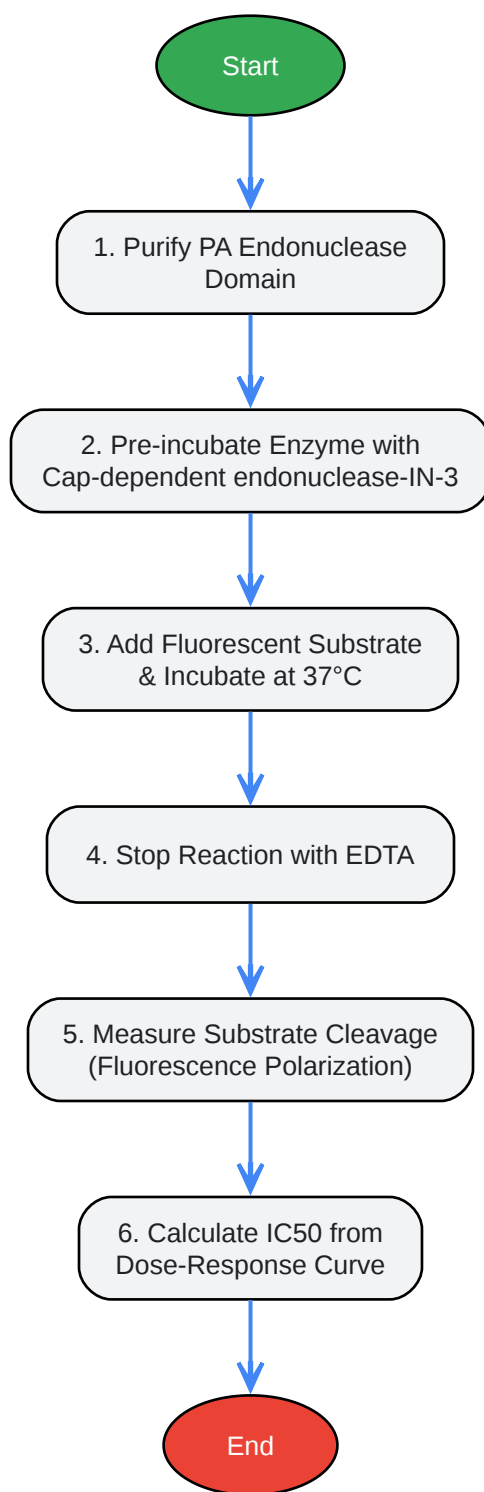 Start
1. Purify PA Endonuclease
Domain
2. Pre-incubate Enzyme with
Cap-dependent endonuclease-IN-3
3. Add Fluorescent Substrate
& Incubate at 37°C
4. Stop Reaction with EDTA
5. Measure Substrate Cleavage
(Fluorescence Polarization)
6. Calculate IC50 from
Dose-Response Curve
End